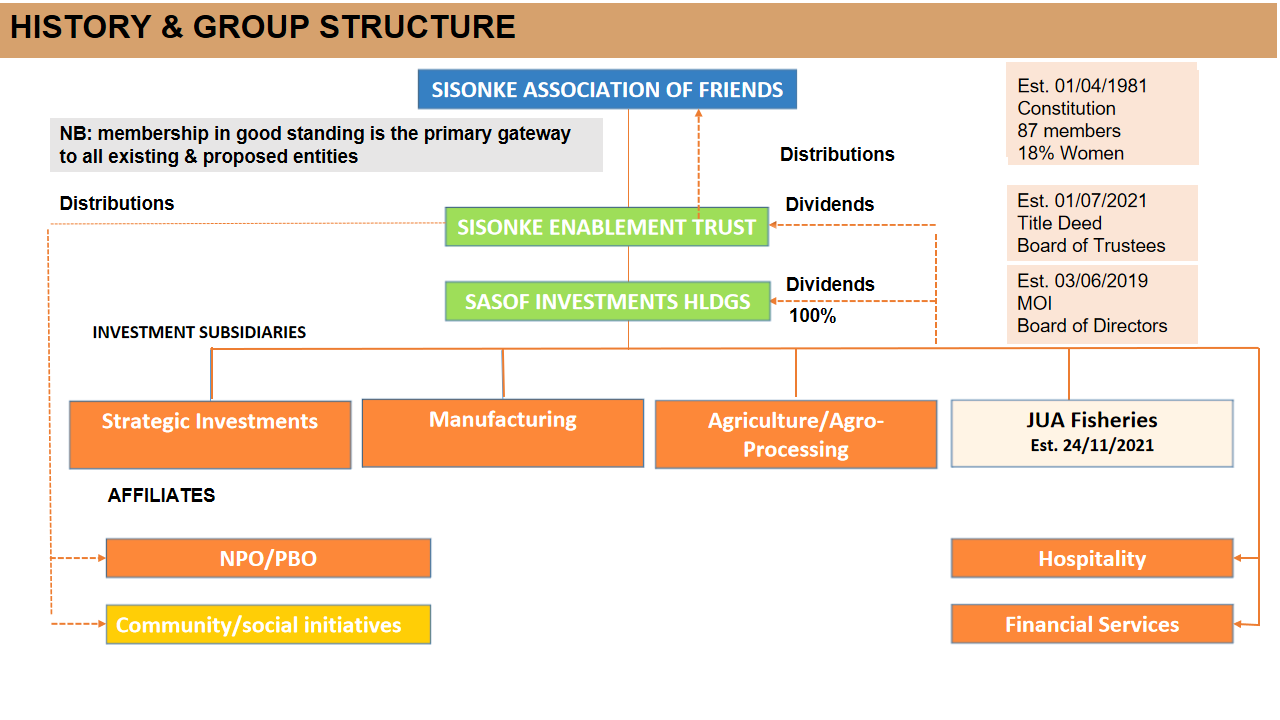 HISTORY & GROUP STRUCTURE
SISONKE ASSOCIATION OF FRIENDS
Est. 01/04/1981
Constitution
87 members
18% Women
NB: membership in good standing is the primary gateway
to all existing & proposed entities
Distributions
Distributions
Dividends
SISONKE ENABLEMENT TRUST
Est. 01/07/2021
Title Deed
Board of Trustees
SASOF INVESTMENTS HLDGS
Dividends
100%
Est. 03/06/2019
MOI
Board of Directors
INVESTMENT SUBSIDIARIES
Strategic Investments
Manufacturing
Agriculture/Agro-
Processing
JUA Fisheries
Est. 24/11/2021
AFFILIATES
NPO/PBO
Hospitality
Community/social initiatives
Financial Services